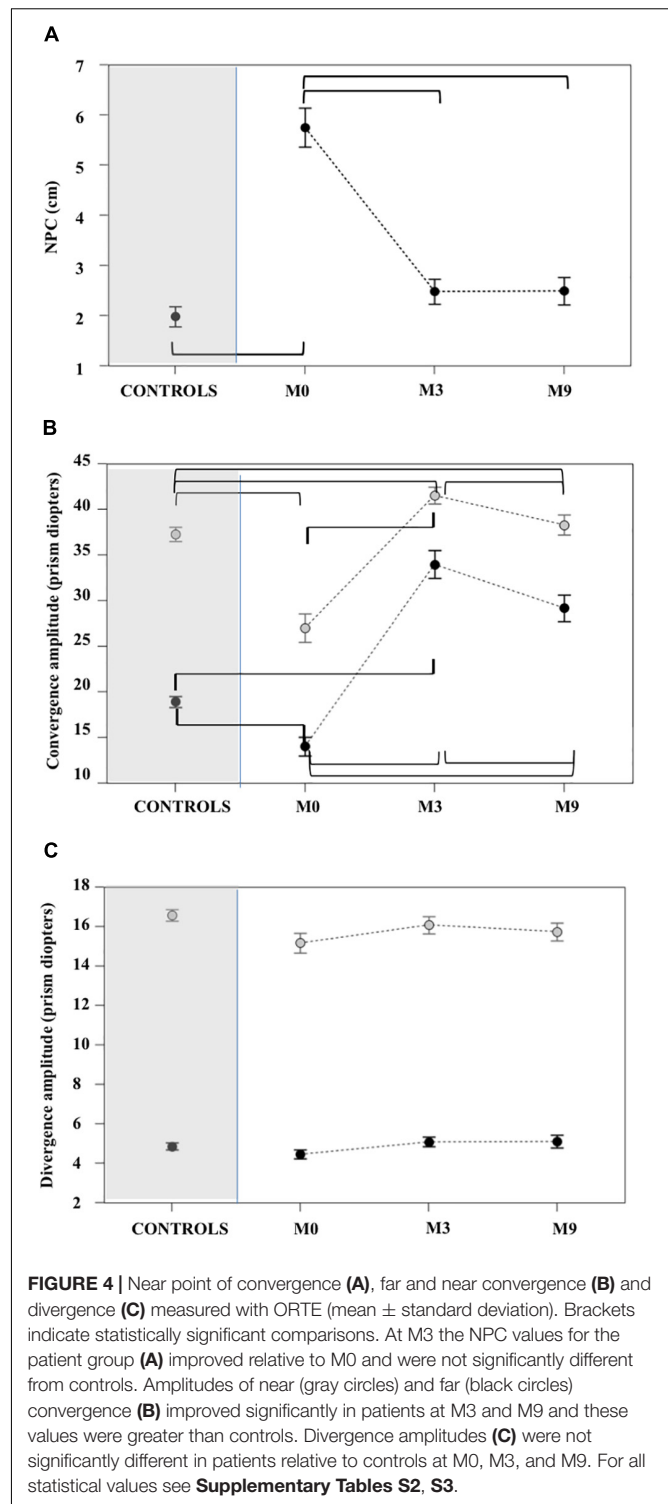 A
7
6
5
4
3
2
1
NPC (cm)
CONTROLS M0 M3 M9
B
45
40
35
30
25
20
15
10
Convergence amplitude (prism diopters)
CONTROLS M0 M3 M9
C
18
16
14
12
10
8
6
4
2
Divergence amplitude (prism diopters)
CONTROLS M0 M3 M9
FIGURE 4 | Near point of convergence (A), far and near convergence (B) and
divergence (C) measured with ORTE (mean ± standard deviation). Brackets
indicate statistically significant comparisons. At M3 the NPC values for the
patient group (A) improved relative to M0 and were not significantly different
from controls. Amplitudes of near (gray circles) and far (black circles)
convergence (B) improved significantly in patients at M3 and M9 and these
values were greater than controls. Divergence amplitudes (C) were not
significantly different in patients relative to controls at M0, M3, and M9. For all
statistical values see Supplementary Tables S2, S3.